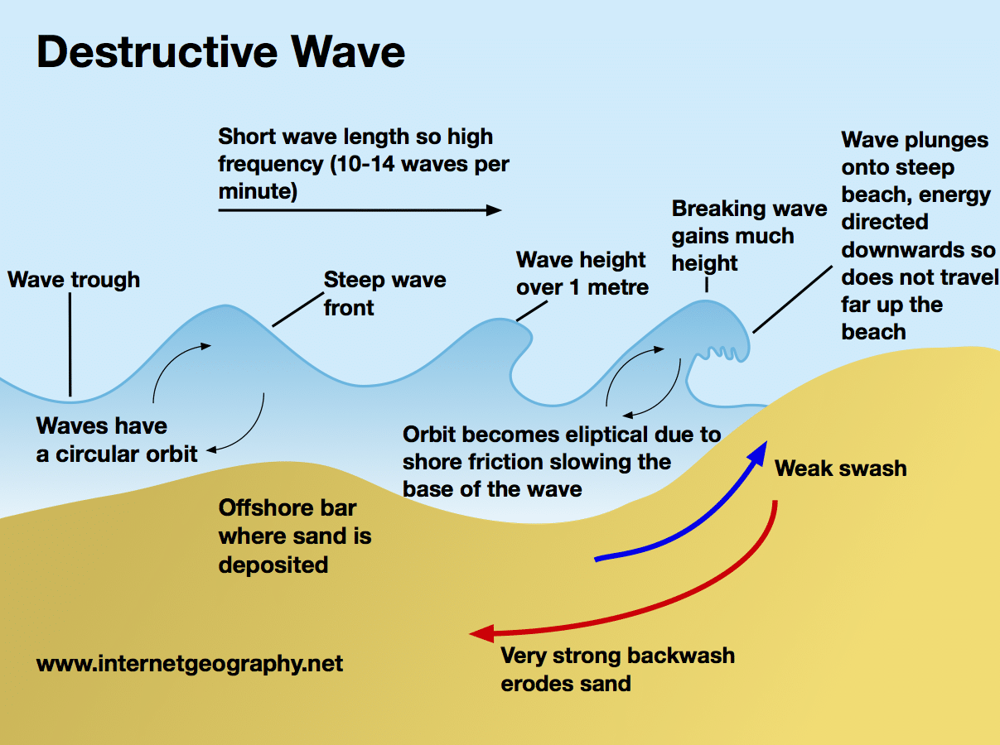 Destructive Wave
Short wave length so high
frequency (10-14 waves per
minute)
Wave plunges
onto steep
beach, energy
directed
downwards so
does not travel
far up the
beach
Breaking wave
gains much
height
Wave height
over 1 metre
Wave trough
Steep wave
front
Waves have
a circular orbit
Orbit becomes eliptical due to
shore friction slowing the
base of the wave
Weak swash
Offshore bar
where sand is
deposited
www.internetgeography.net
Very strong backwash
erodes sand